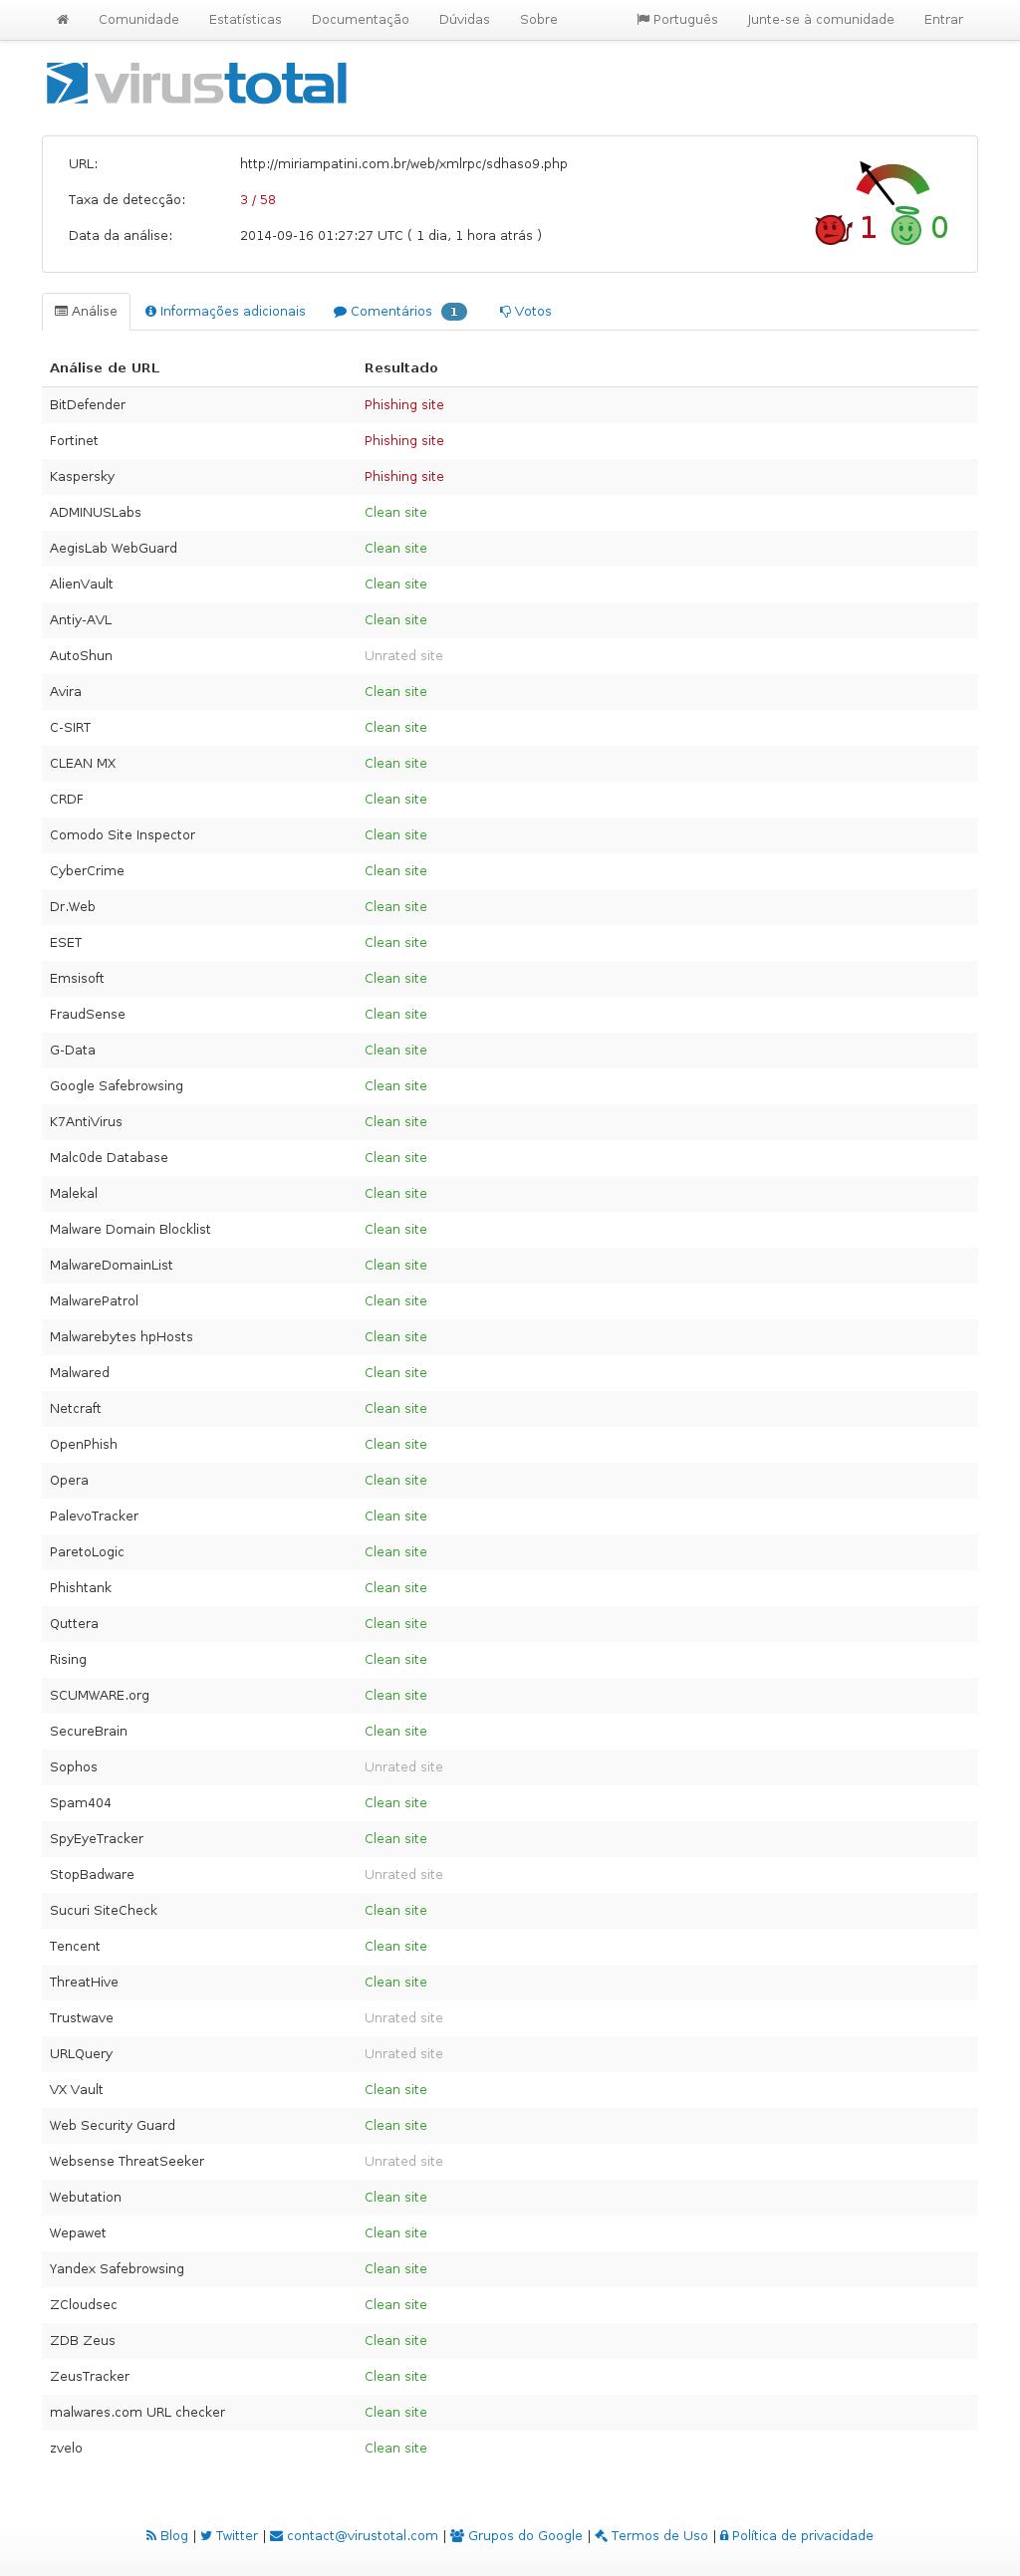 Comunidade Estatísticas Documentação Dúvidas Sobre Português Junte-se à comunidade Entrar
virustotal
URL: http://miriampatini.com.br/web/xmlrpc/sdhaso9.php
Taxa de detecção: 3 / 58
Data da análise: 2014-09-16 01:27:27 UTC ( 1 dia, 1 hora atrás )
1 0
Análise Informações adicionais Comentários 1 Votos
Análise de URL Resultado
BitDefender Phishing site
Fortinet Phishing site
Kaspersky Phishing site
ADMINUSLabs Clean site
AegisLab WebGuard Clean site
AlienVault Clean site
Antiy-AVL Clean site
AutoShun Unrated site
Avira Clean site
C-SIRT Clean site
CLEAN MX Clean site
CRDF Clean site
Comodo Site Inspector Clean site
CyberCrime Clean site
Dr.Web Clean site
ESET Clean site
Emsisoft Clean site
FraudSense Clean site
G-Data Clean site
Google Safebrowsing Clean site
K7AntiVirus Clean site
Malc0de Database Clean site
Malekal Clean site
Malware Domain Blocklist Clean site
MalwareDomainList Clean site
MalwarePatrol Clean site
Malwarebytes hpHosts Clean site
Malwared Clean site
Netcraft Clean site
OpenPhish Clean site
Opera Clean site
PalevoTracker Clean site
ParetoLogic Clean site
Phishtank Clean site
Quttera Clean site
Rising Clean site
SCUMWARE.org Clean site
SecureBrain Clean site
Sophos Unrated site
Spam404 Clean site
SpyEyeTracker Clean site
StopBadware Unrated site
Sucuri SiteCheck Clean site
Tencent Clean site
ThreatHive Clean site
Trustwave Unrated site
URLQuery Unrated site
VX Vault Clean site
Web Security Guard Clean site
Websense ThreatSeeker Unrated site
Webutation Clean site
Wepawet Clean site
Yandex Safebrowsing Clean site
ZCloudsec Clean site
ZDB Zeus Clean site
ZeusTracker Clean site
malwares.com URL checker Clean site
zvelo Clean site
Blog | Twitter | contact@virustotal.com | Grupos do Google | Termos de Uso | Política de privacidade